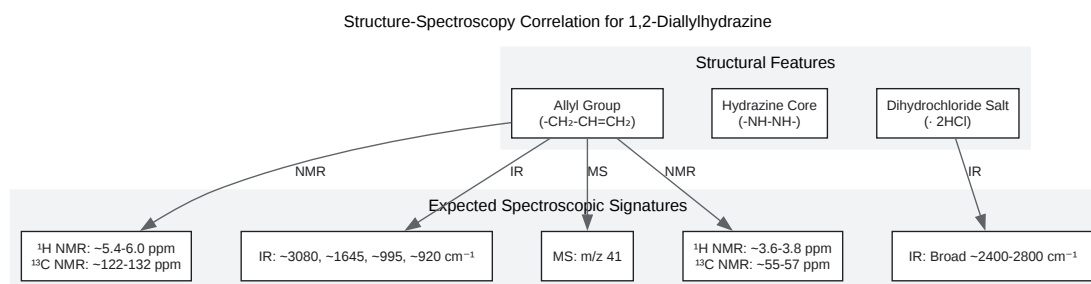 Structure-Spectroscopy Correlation for 1,2-Diallylhydrazine
Structural Features
Allyl Group
(-CH₂-CH=CH₂)
Hydrazine Core
(-NH-NH-)
Dihydrochloride Salt
(· 2HCl)
NMR
IR
MS
NMR
IR
Expected Spectroscopic Signatures
¹H NMR: ~5.4-6.0 ppm
¹³C NMR: ~122-132 ppm
IR: ~3080, ~1645, ~995, ~920 cm⁻¹
MS: m/z 41
¹H NMR: ~3.6-3.8 ppm
¹³C NMR: ~55-57 ppm
IR: Broad ~2400-2800 cm⁻¹